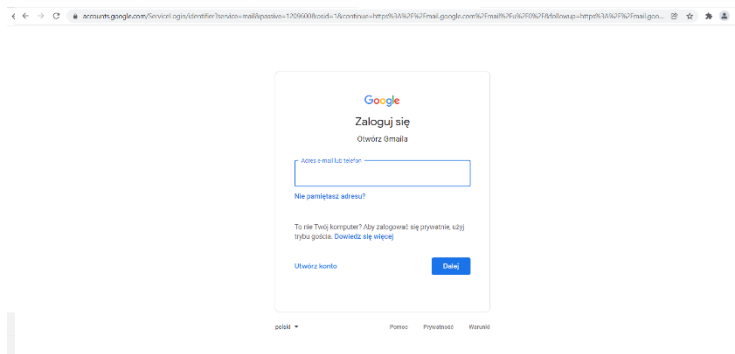 accounts.google.com/ServiceLogin/identifier?service=mail&passive=1209600&osid=1&continue=https%3A%2F%2Fmail.google.com%2Fmail%2Fu%2F0%2F&followup=https%3A%2F%2Fmail.goo...
Google
Zaloguj się
Otwórz Gmaila
Adres e-mail lub telefon
Nie pamiętasz adresu?
To nie Twój komputer? Aby zalogować się prywatnie, użyj
trybu gościa. Dowiedz się więcej
Utwórz konto
Dalej
polski
Pomoc Prywatność Warunki